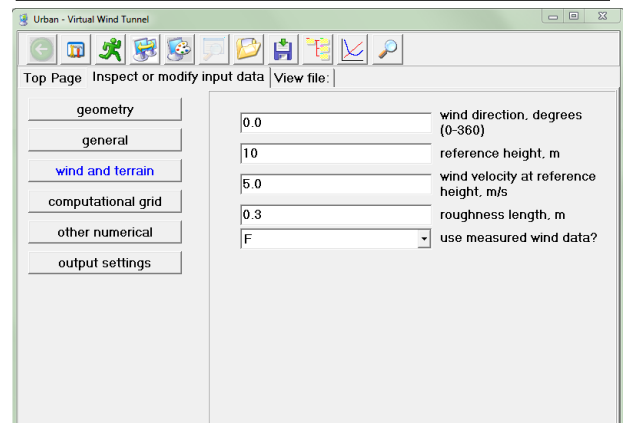 Urban - Virtual Wind Tunnel
Top Page Inspect or modify input data View file:
geometry
general
wind and terrain
computational grid
other numerical
output settings
0.0 wind direction, degrees
(0-360)
10 reference height, m
5.0 wind velocity at reference
height, m/s
0.3 roughness length, m
F use measured wind data?